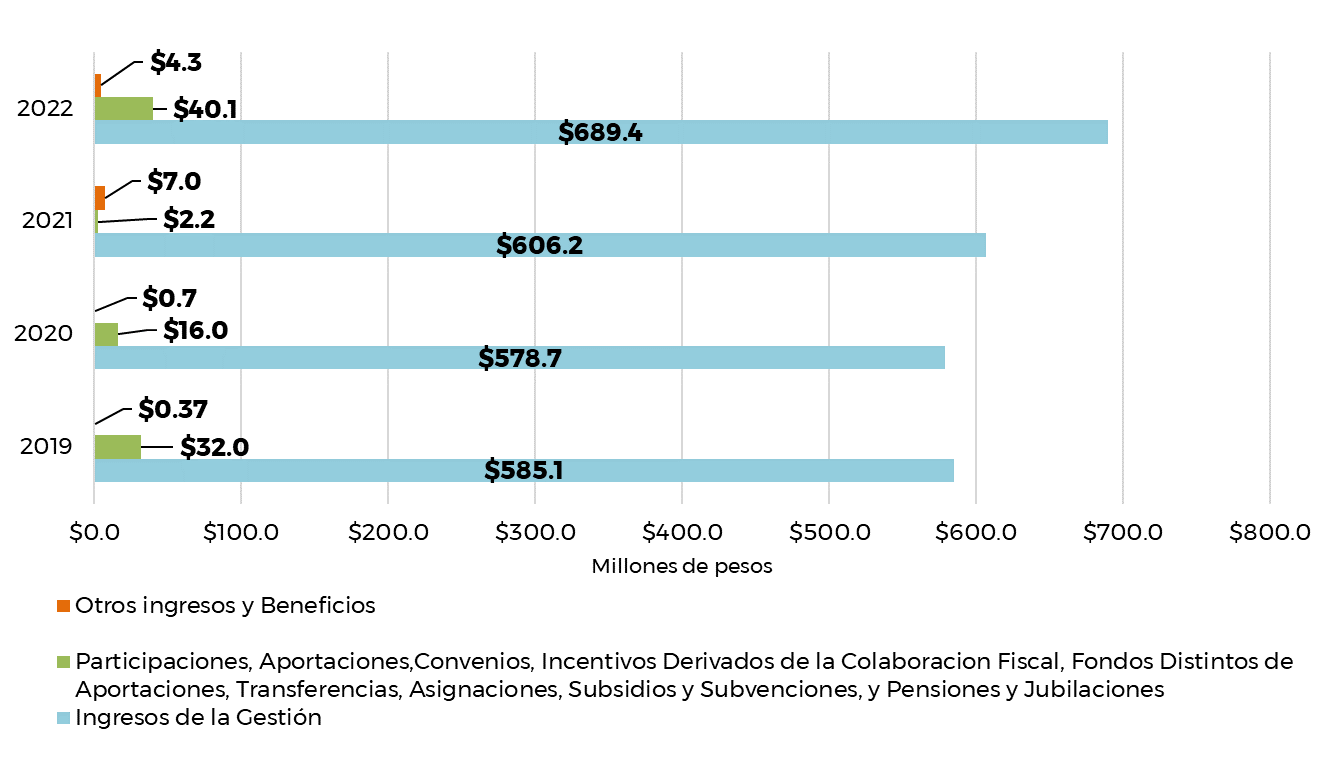 $4.3
2022
$40.1
$689.4
$7.0
2021
$2.2
$606.2
$0.7
2020
$16.0
$578.7
$0.37
2019
$32.0
$585.1
$0.0 $100.0 $200.0 $300.0 $400.0 $500.0 $600.0 $700.0 $800.0
Millones de pesos
Otros ingresos y Beneficios
Participaciones, Aportaciones,Convenios, Incentivos Derivados de la Colaboracion Fiscal, Fondos Distintos de
Aportaciones, Transferencias, Asignaciones, Subsidios y Subvenciones, y Pensiones y Jubilaciones
Ingresos de la Gestión